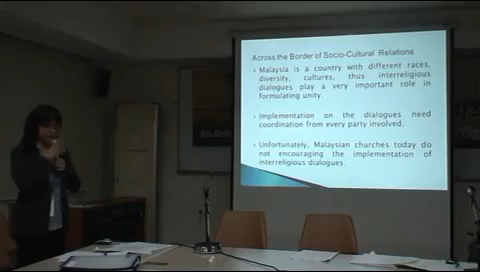 Across the Border of Socio-Cultural Relations
• Malaysia is a country with different races,
diversity, cultures, thus interreligious
dialogues play a very important role in
formulating unity.
• Implementation on the dialogues need
coordination from every party involved.
• Unfortunately, Malaysian churches today do
not encouraging the implementation of
interreligious dialogues.